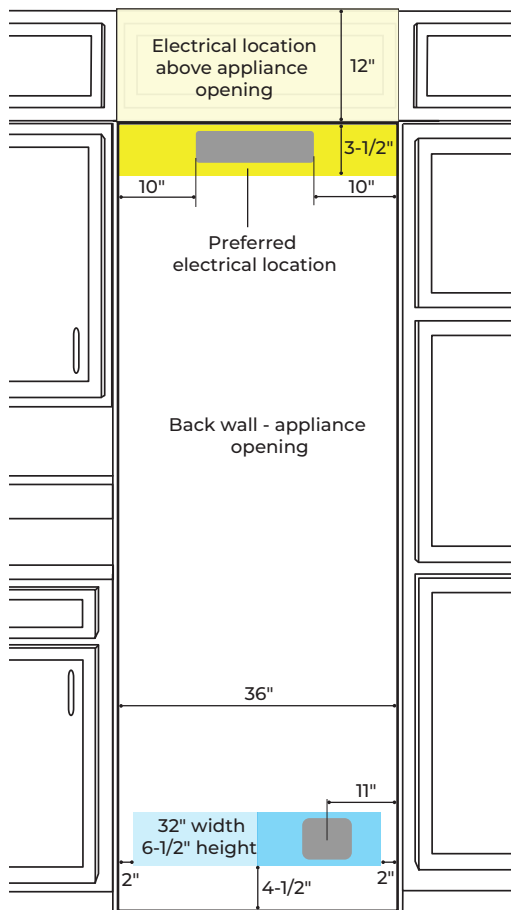 Electrical location
above appliance
opening
12"
3-1/2"
10"
10"
Preferred
electrical location
Back wall - appliance
opening
36"
11"
32" width
6-1/2" height
2"
4-1/2"
2"